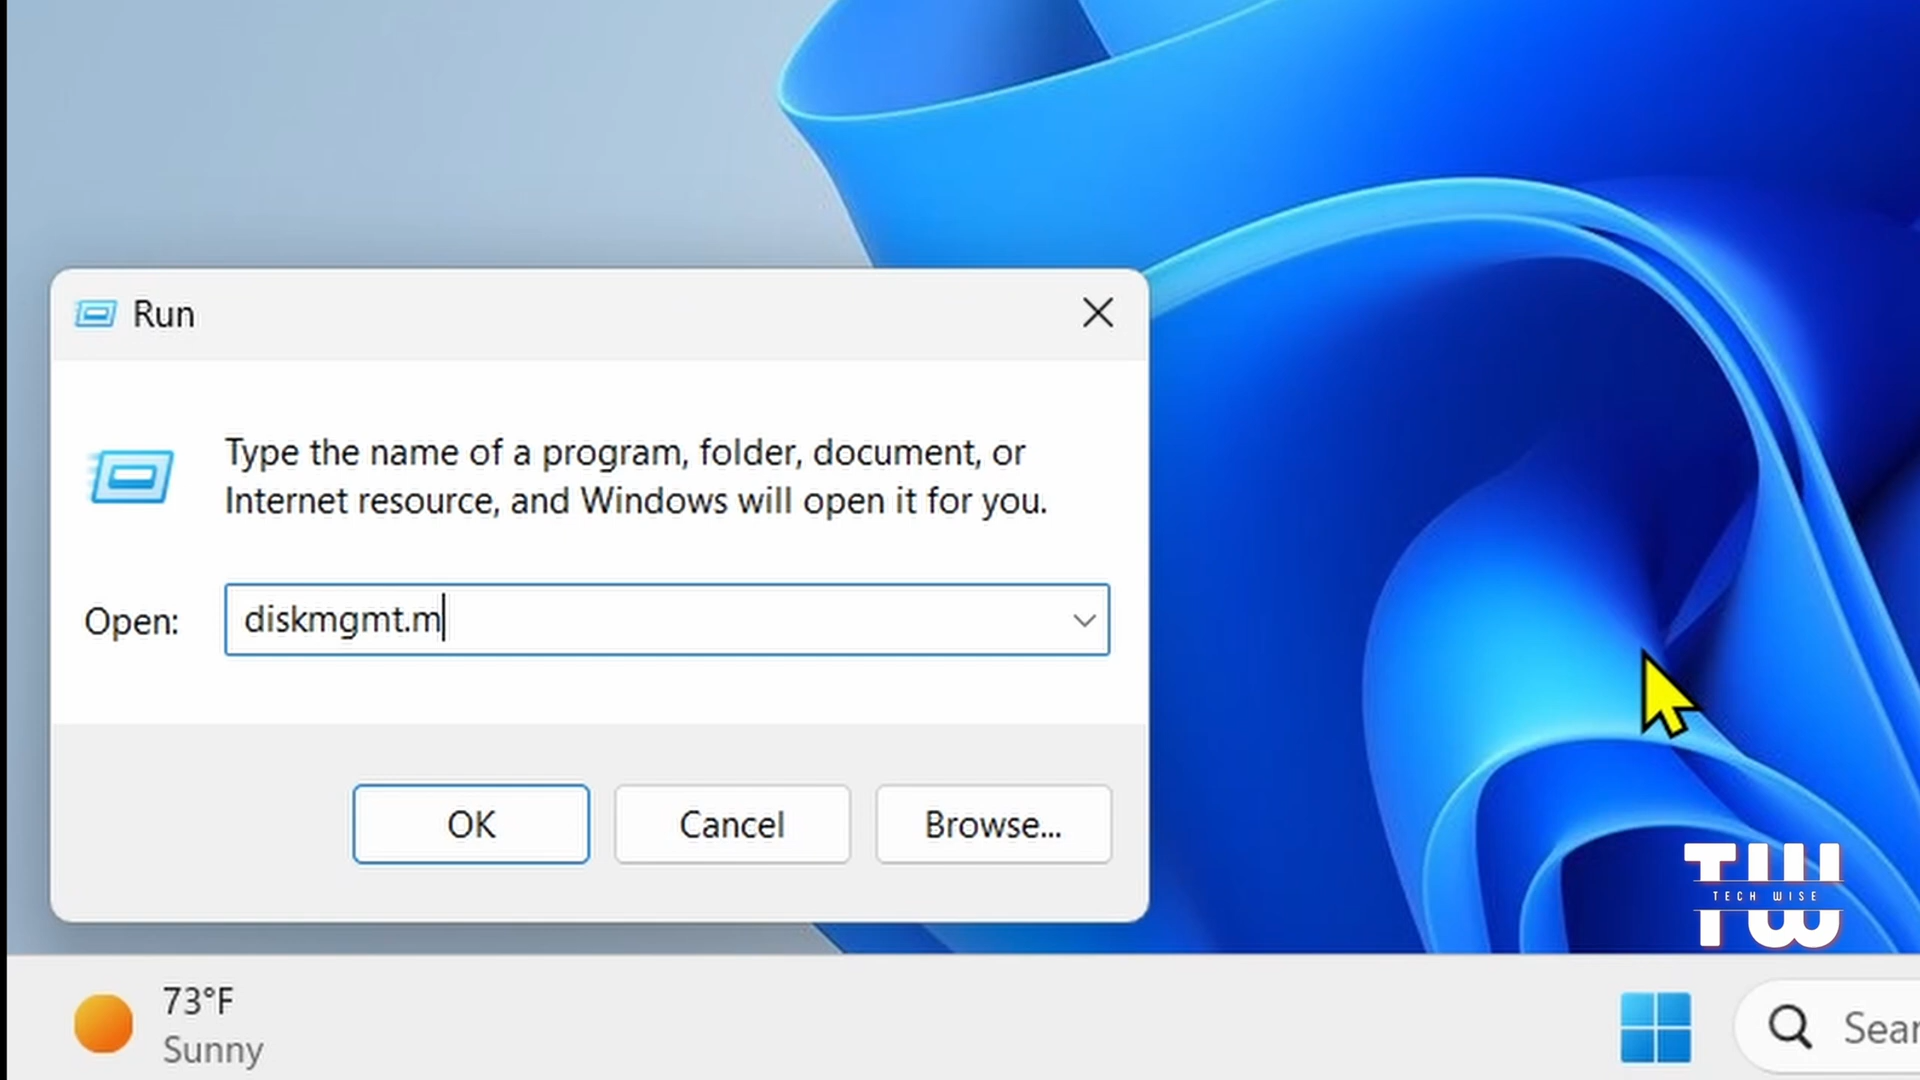 Run
Type the name of a program, folder, document, or
Internet resource, and Windows will open it for you.
Open:
diskmgmt.m
OK
Cancel
Browse...
TW
TECH WISE
73°F
Sunny
Sear